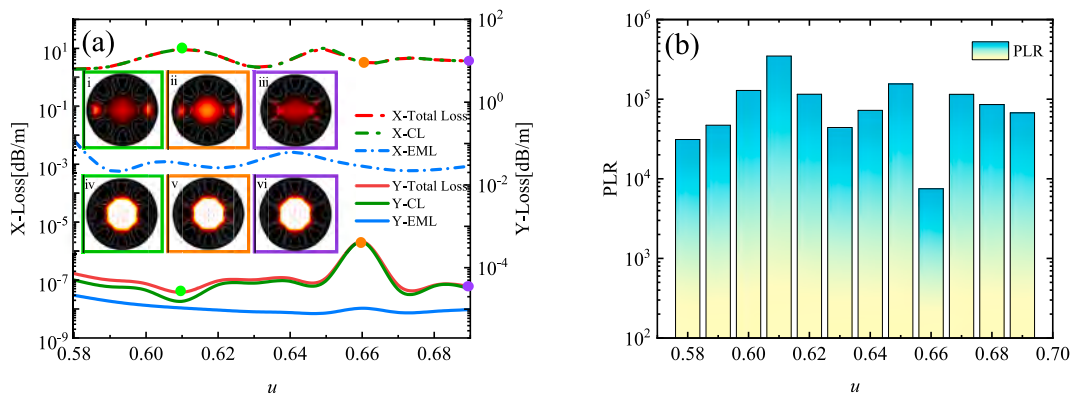 (a)
X-Loss[dB/m]
10^1
10^-1
10^-3
10^-5
10^-7
10^-9
i
ii
iii
iv
v
vi
X-Total Loss
X-CL
X-EML
Y-Total Loss
Y-CL
Y-EML
10^2
10^0
10^-2
10^-4
Y-Loss[dB/m]
0.58
0.60
0.62
0.64
0.66
0.68
u
(b)
PLR
PLR
10^6
10^5
10^4
10^3
10^2
0.58
0.60
0.62
0.64
0.66
0.68
0.70
u